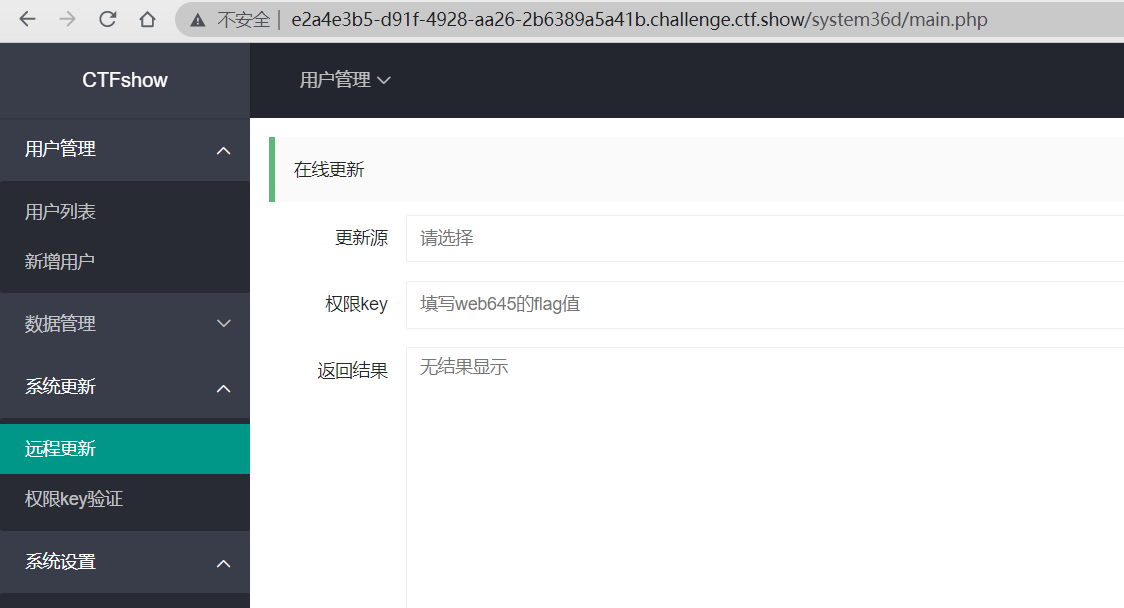 不安全 | e2a4e3b5-d91f-4928-aa26-2b6389a5a41b.challenge.ctf.show/system36d/main.php
CTFshow
用户管理
用户管理
用户列表
新增用户
数据管理
系统更新
远程更新
权限key验证
系统设置
在线更新
更新源 请选择
权限key 填写web645的flag值
返回结果 无结果显示